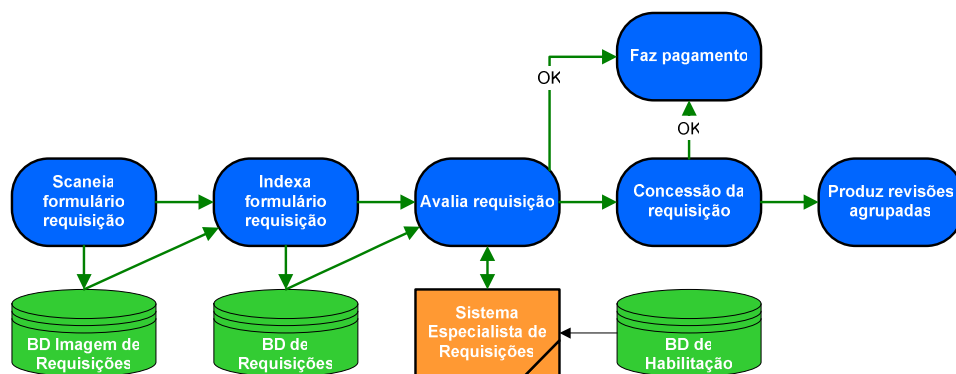 Faz pagamento
OK
OK
Scaneia
formulário
requisição
Indexa
formulário
requisição
Avalia requisição
Concessão da
requisição
Produz revisões
agrupadas
BD Imagem de
Requisições
BD de
Requisições
Sistema
Especialista de
Requisições
BD de
Habilitação